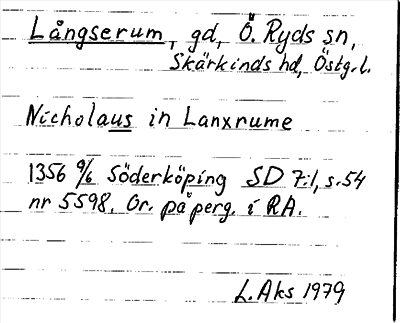 Långserum, gd, Ö. Ryds sn,
Skärkinds hd, Östg.l.
Nicholaus in Lanxrume
1356 9/6 Söderköping SD 7:1, s. 54
nr 5598. Or. på perg. i RA.
L. Aks 1979